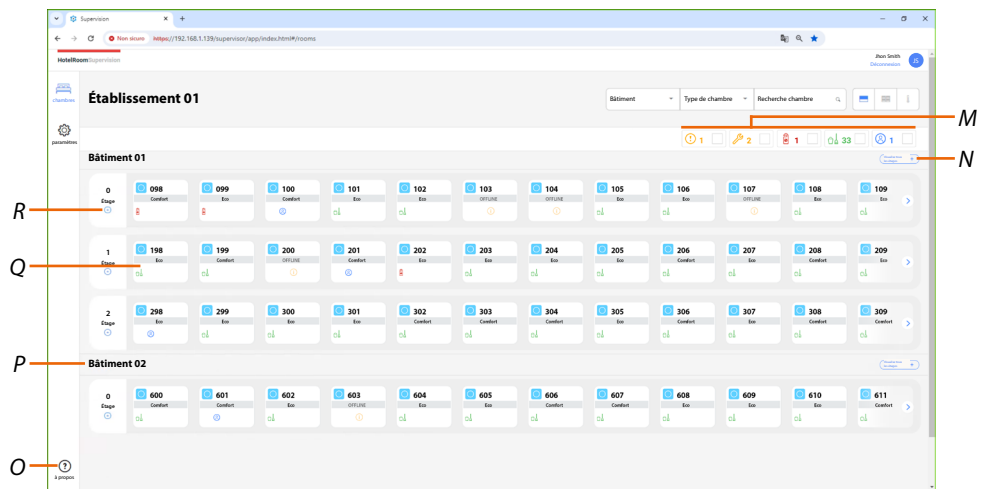 Supervision
Non sicuro https://192.168.1.139/supervisor/app/index.html#/rooms
HotelRoomSupervision
Jhon Smith
Déconnexion
JS
chambres
Établissement 01
Bâtiment
Type de chambre
Recherche chambre
paramètres
1 2 1 33 1
M
Bâtiment 01
N
0 098 099 100 101 102 103 104 105 106 107 108 109
Étage Comfort Eco Comfort Eco Eco OFFLINE OFFLINE Eco Eco OFFLINE Eco Eco
R
1 198 199 200 201 202 203 204 205 206 207 208 209
Étage Eco Comfort OFFLINE Comfort Eco Eco Eco Eco Comfort Eco Comfort Eco
Q
2 298 299 300 301 302 303 304 305 306 307 308 309
Étage Eco Eco Eco Eco Comfort Comfort Comfort Eco Comfort Eco Comfort Comfort
P
Bâtiment 02
0 600 601 602 603 604 605 606 607 608 609 610 611
Étage Comfort Comfort Eco OFFLINE Eco Eco Comfort Comfort Eco Eco Eco Comfort
O
à propos